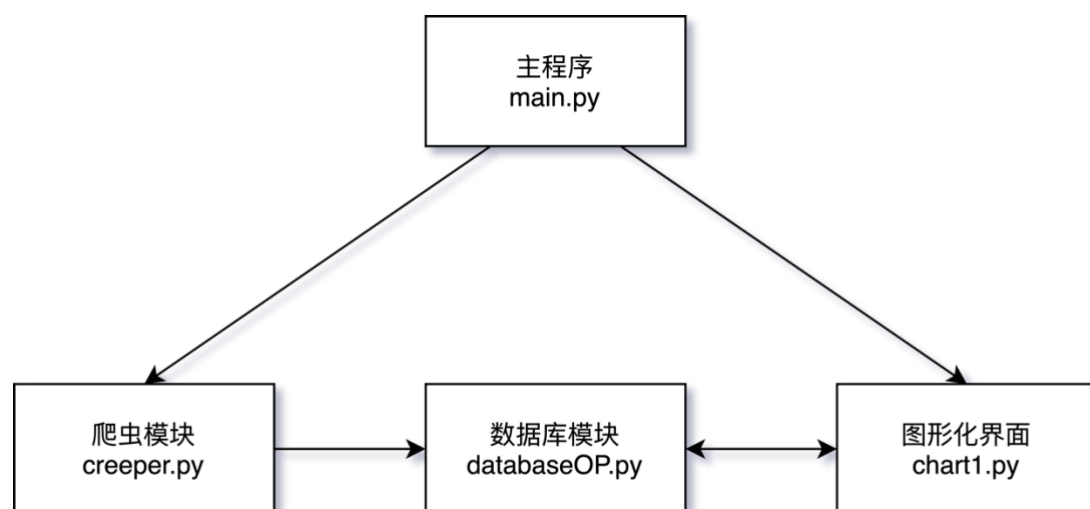 主程序
main.py
爬虫模块
creeper.py
数据库模块
databaseOP.py
图形化界面
chart1.py